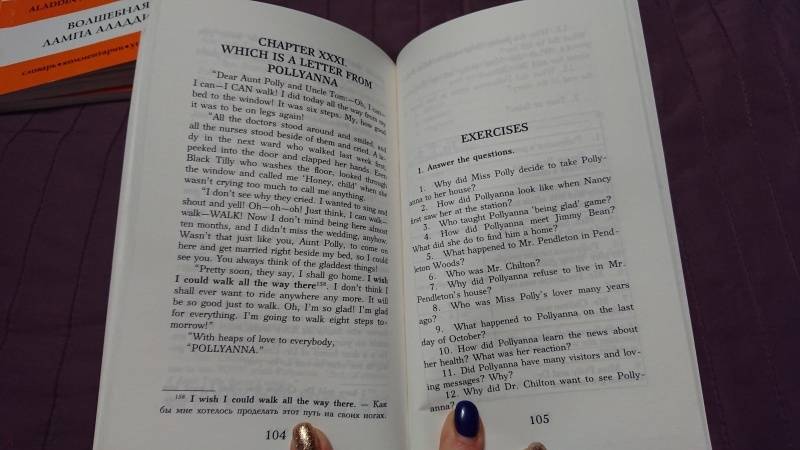 ALADDIN
ВОЛШЕБНАЯ
ЛАМПА АЛАДДИ
словарь • комментарии •
CHAPTER XXXI.
WHICH IS A LETTER FROM
POLLYANNA
“Dear Aunt Polly and Uncle Tom:—Oh, I can—
I can—I CAN walk! I did today all the way from my
bed to the window! It was six steps. My, how good
it was to be on legs again!
“All the doctors stood around and smiled, and
all the nurses stood beside of them and cried. A la-
dy in the next ward who walked last week first,
peeked into the door and clapped her hands. Even
Black Tilly who washes the floor, looked through
the window and called me ‘Honey, child’ when she
wasn’t crying too much to call me anything.
“I don’t see why they cried. I wanted to sing and
shout and yell! Oh—oh—oh! Just think, I can walk—
walk—WALK! Now I don’t mind being here almost
ten months, and I didn’t miss the wedding, anyhow.
Wasn’t that just like you, Aunt Polly, to come on
here and get married right beside my bed, so I could
see you. You always think of the gladdest things!
“Pretty soon, they say, I shall go home. I wish
I could walk all the way there¹⁵⁸. I don’t think I
shall ever want to ride anywhere any more. It will
be so good just to walk. Oh, I’m so glad! I’m glad
for everything. I’m going to walk eight steps to-
morrow!”
“With heaps of love to everybody,
“POLLYANNA.”
¹⁵⁸ I wish I could walk all the way there. — Как
бы мне хотелось проделать этот путь на своих ногах.
104
EXERCISES
1. Answer the questions.
1. Why did Miss Polly decide to take Polly-
anna to her house?
2. How did Pollyanna look like when Nancy
first saw her at the station?
3. Who taught Pollyanna ‘being glad’ game?
4. How did Pollyanna meet Jimmy Bean?
What did she do to find him a home?
5. What happened to Mr. Pendleton in Pend-
leton Woods?
6. Who was Mr. Chilton?
7. Why did Pollyanna refuse to live in Mr.
Pendleton’s house?
8. Who was Miss Polly’s lover many years
ago?
9. What happened to Pollyanna on the last
day of October?
10. How did Pollyanna learn the news about
her health? What was her reaction?
11. Did Pollyanna have many visitors and lov-
ing messages? Why?
12. Why did Dr. Chilton want to see Polly-
anna?
105